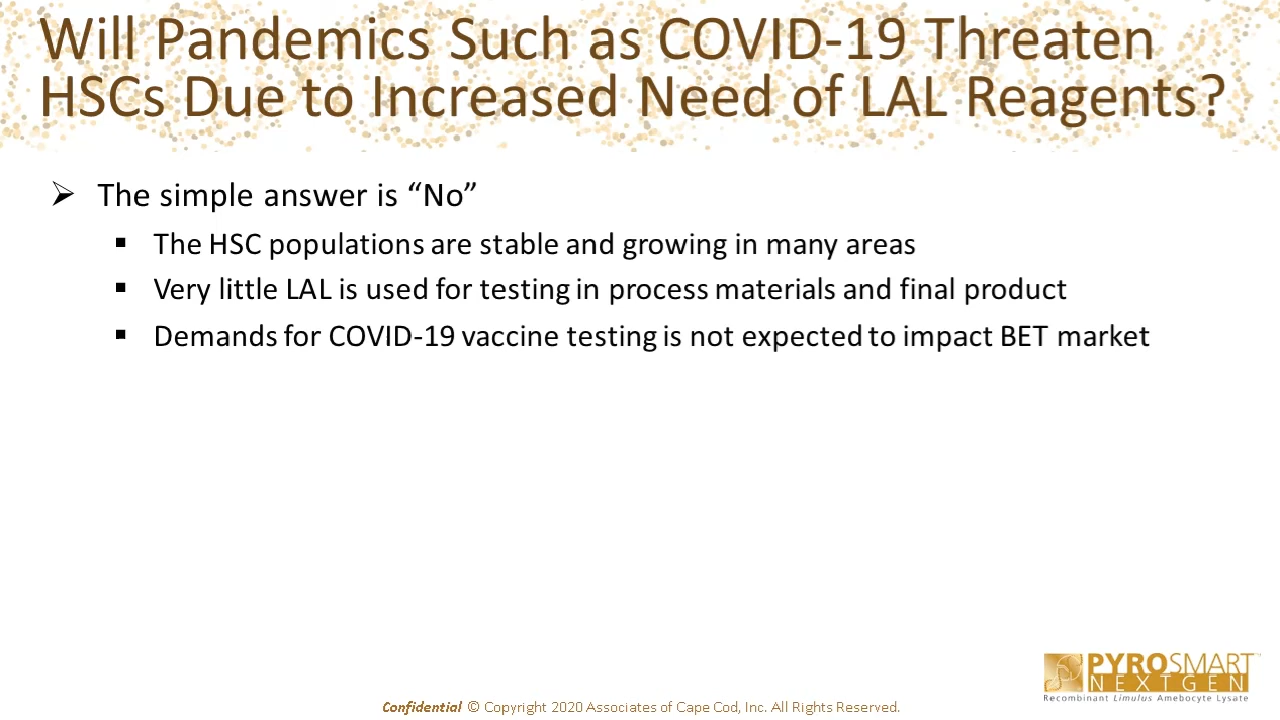 Will Pandemics Such as COVID-19 Threaten
HSCs Due to Increased Need of LAL Reagents?
➢ The simple answer is “No”
▪ The HSC populations are stable and growing in many areas
▪ Very little LAL is used for testing in process materials and final product
▪ Demands for COVID-19 vaccine testing is not expected to impact BET market
PYROSMART™
NEXTGEN
Recombinant Limulus Amebocyte Lysate
Confidential © Copyright 2020 Associates of Cape Cod, Inc. All Rights Reserved.